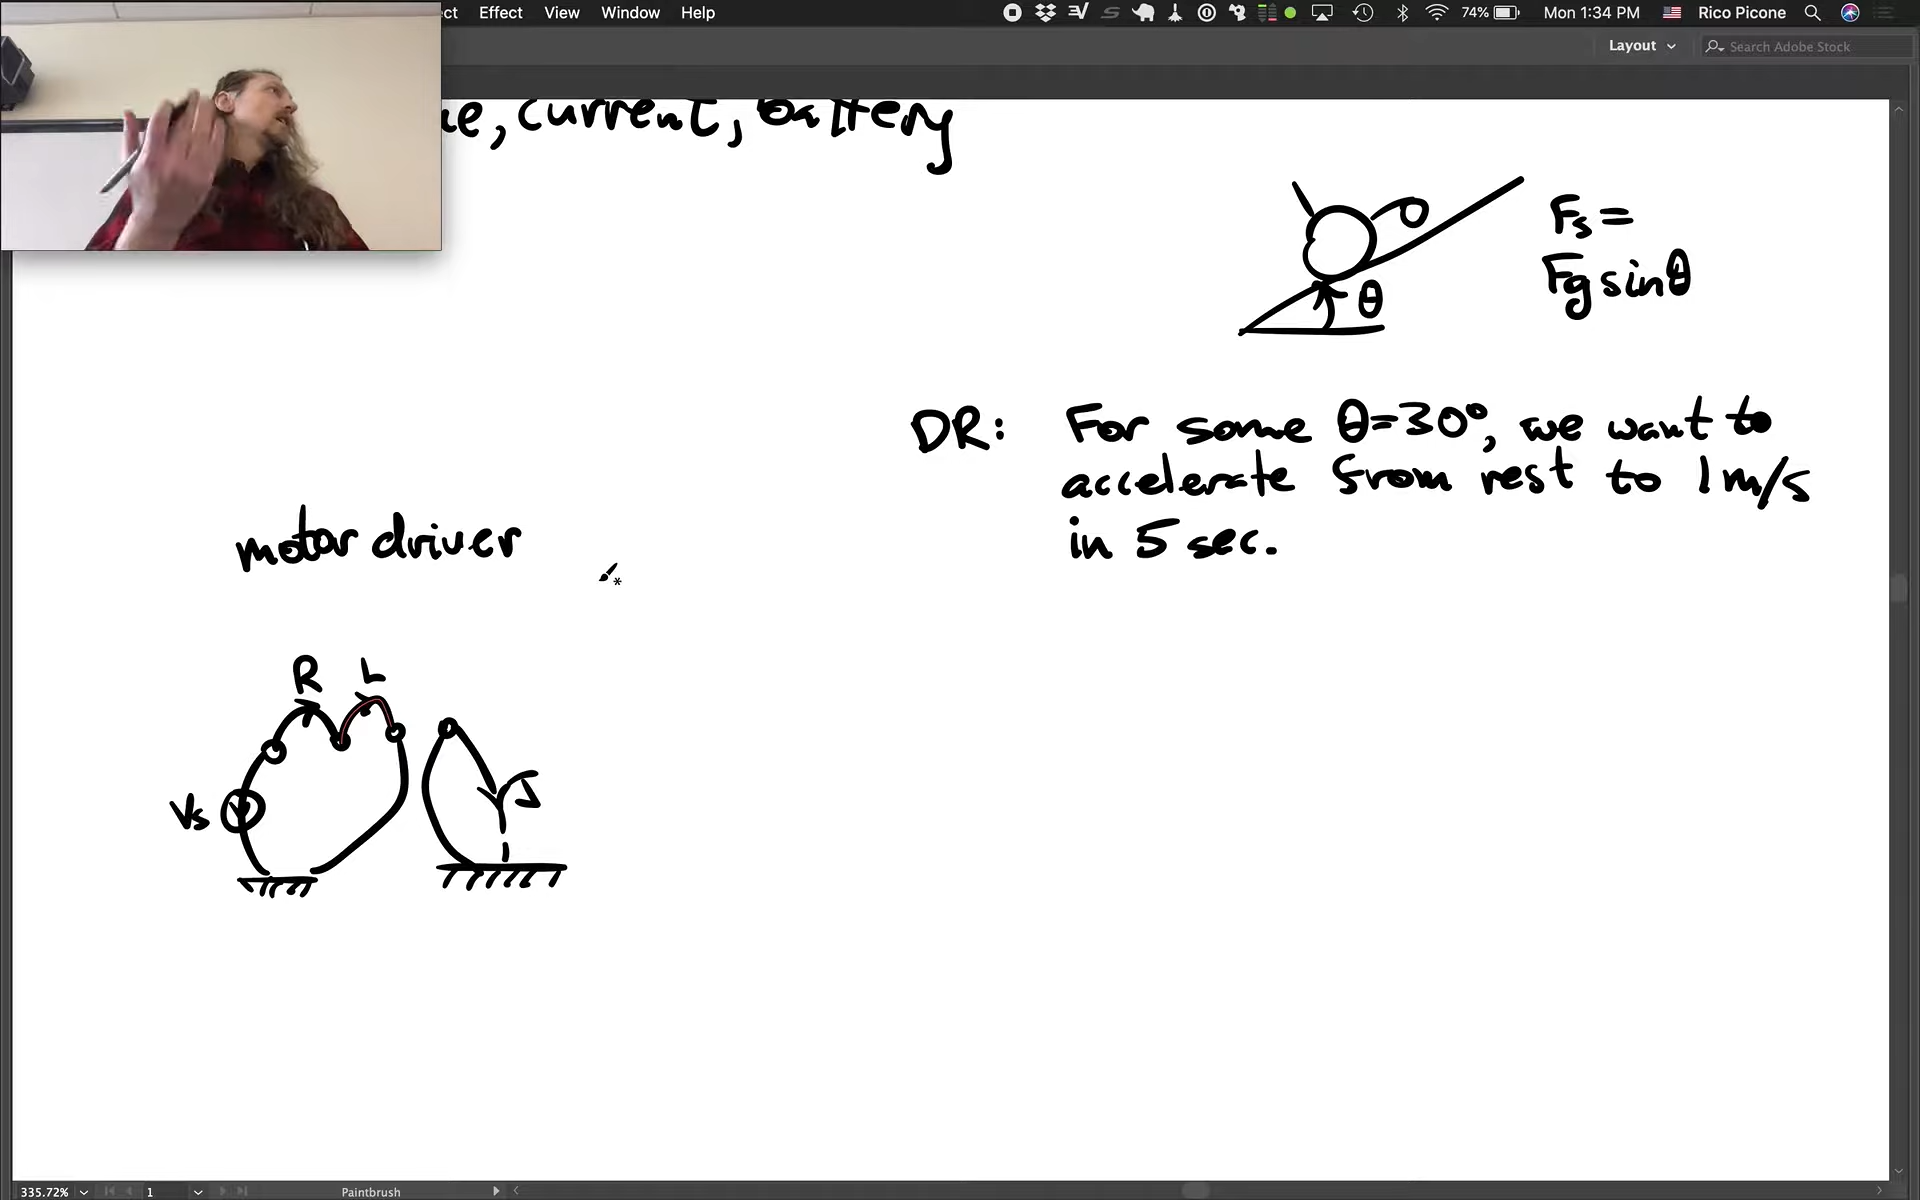 Effect View Window Help
74% Mon 1:34 PM Rico Picone
Layout Search Adobe Stock
current, battery
Fs =
Fg sinθ
θ
DR: For some θ=30°, we want to
accelerate from rest to 1 m/s
in 5 sec.
motor driver
R L
Vs
J
335.72% 1 Paintbrush